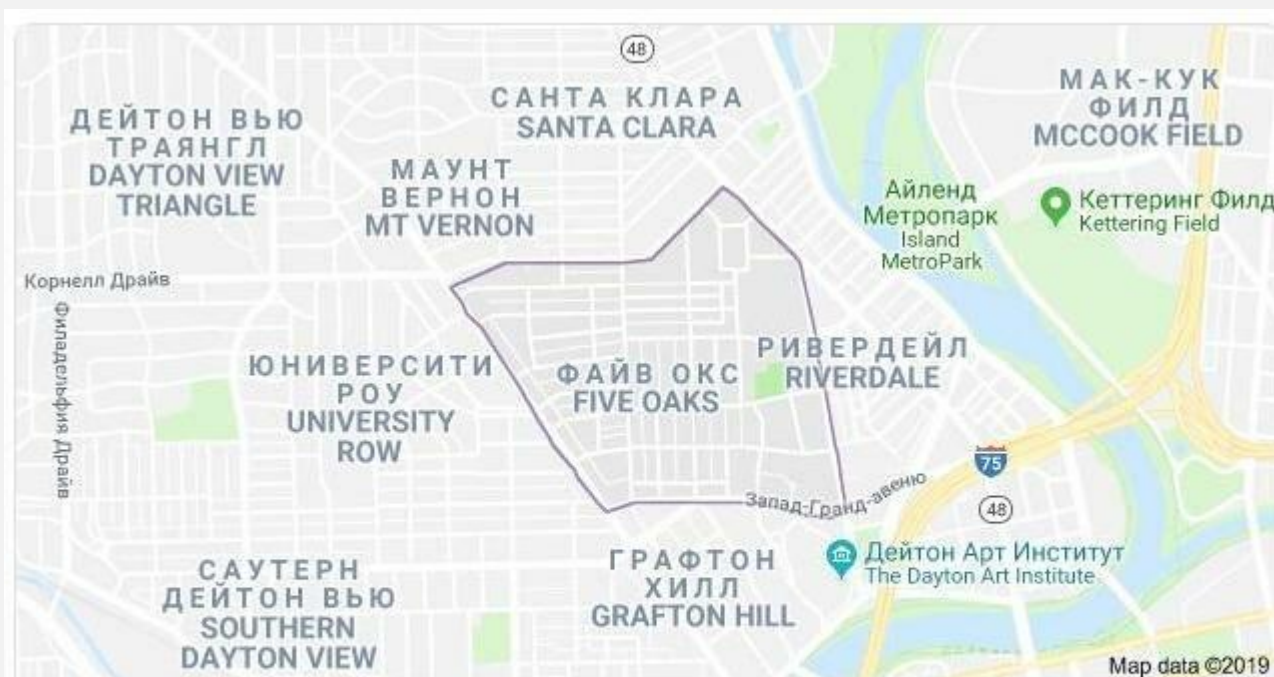 48
САНТА КЛАРА
SANTA CLARA
МАК-КУК
ФИЛД
MCCOOK FIELD
ДЕЙТОН ВЬЮ
ТРАЯНГЛ
DAYTON VIEW
TRIANGLE
МАУНТ
ВЕРНОН
MT VERNON
Айленд
Метропарк
Island
MetroPark
Кеттеринг Филд
Kettering Field
Корнелл Драйв
Филадельфия Драйв
ЮНИВЕРСИТИ
РОУ
UNIVERSITY
ROW
ФАЙВ ОКС
FIVE OAKS
РИВЕРДЕЙЛ
RIVERDALE
75
Запад-Гранд-авеню
48
Дейтон Арт Институт
The Dayton Art Institute
ГРАФТОН
ХИЛЛ
GRAFTON HILL
САУТЕРН
ДЕЙТОН ВЬЮ
SOUTHERN
DAYTON VIEW
Map data ©2019